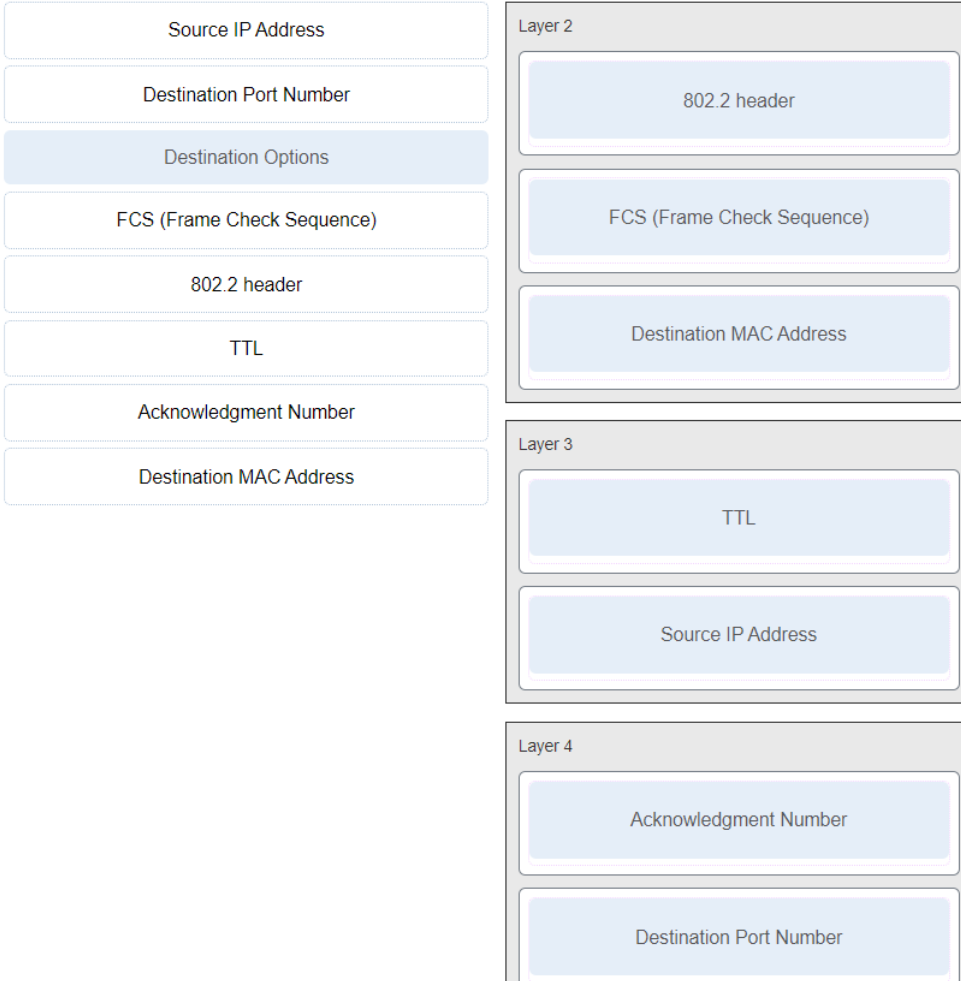 Source IP Address
Destination Port Number
Destination Options
FCS (Frame Check Sequence)
802.2 header
TTL
Acknowledgment Number
Destination MAC Address
Layer 2
802.2 header
FCS (Frame Check Sequence)
Destination MAC Address
Layer 3
TTL
Source IP Address
Layer 4
Acknowledgment Number
Destination Port Number